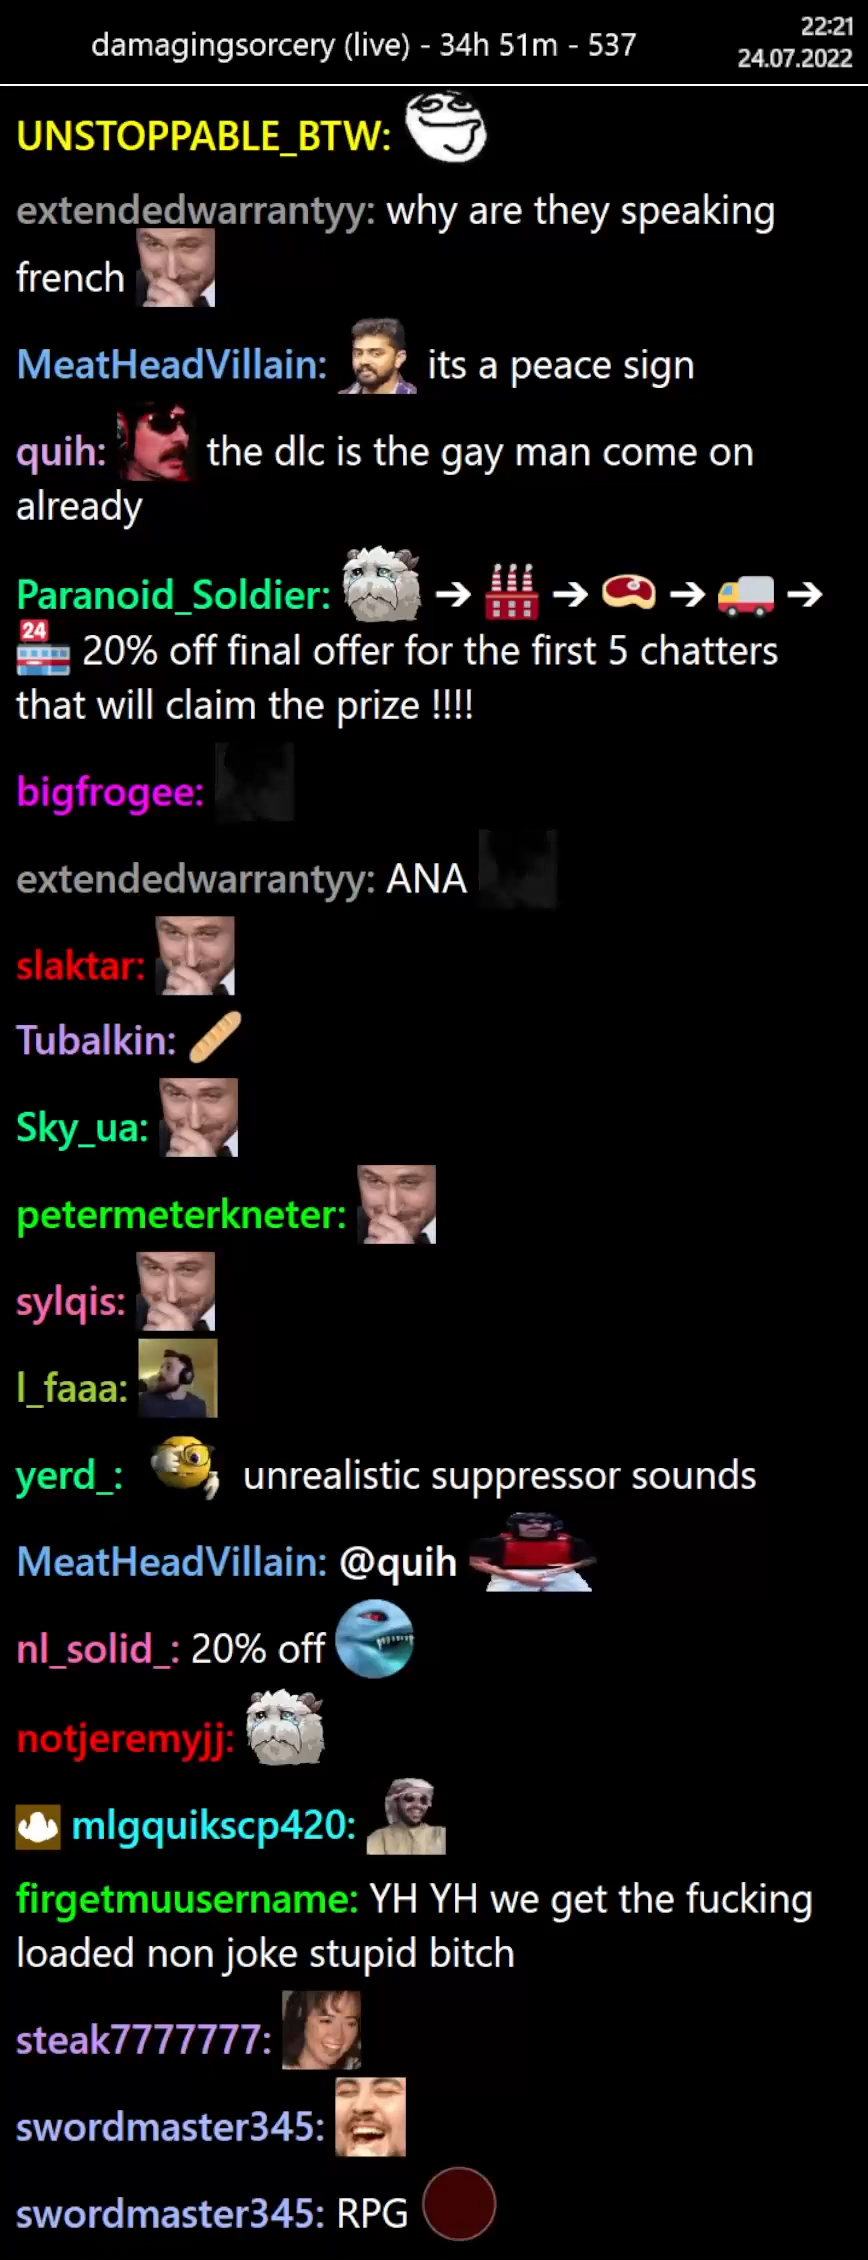 damagingsorcery (live) - 34h 51m - 537
22:21
24.07.2022
UNSTOPPABLE_BTW:
extendedwarrantyy: why are they speaking
french
MeatHeadVillain: its a peace sign
quih: the dlc is the gay man come on
already
Paranoid_Soldier: ➔ ➔ ➔ ➔
24 20% off final offer for the first 5 chatters
that will claim the prize !!!!
bigfrogee:
extendedwarrantyy: ANA
slaktar:
Tubalkin:
Sky_ua:
petermeterkneter:
sylqis:
l_faaa:
yerd_: unrealistic suppressor sounds
MeatHeadVillain: @quih
nl_solid_: 20% off
notjeremyjj:
mlgquikscp420:
firgetmuusername: YH YH we get the fucking
loaded non joke stupid bitch
steak7777777:
swordmaster345:
swordmaster345: RPG